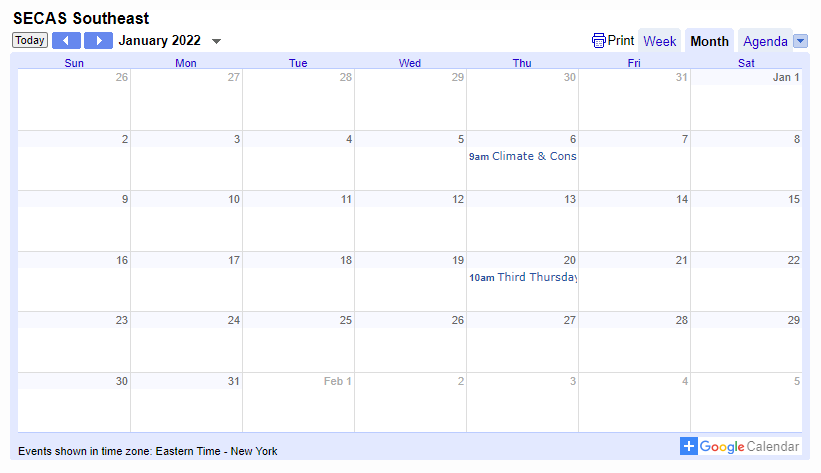 SECAS Southeast
Today January 2022 Print Week Month Agenda
Sun Mon Tue Wed Thu Fri Sat
26 27 28 29 30 31 Jan 1
2 3 4 5 6 7 8
9am Climate & Cons
9 10 11 12 13 14 15
16 17 18 19 20 21 22
10am Third Thursday
23 24 25 26 27 28 29
30 31 Feb 1 2 3 4 5
Events shown in time zone: Eastern Time - New York
Google Calendar